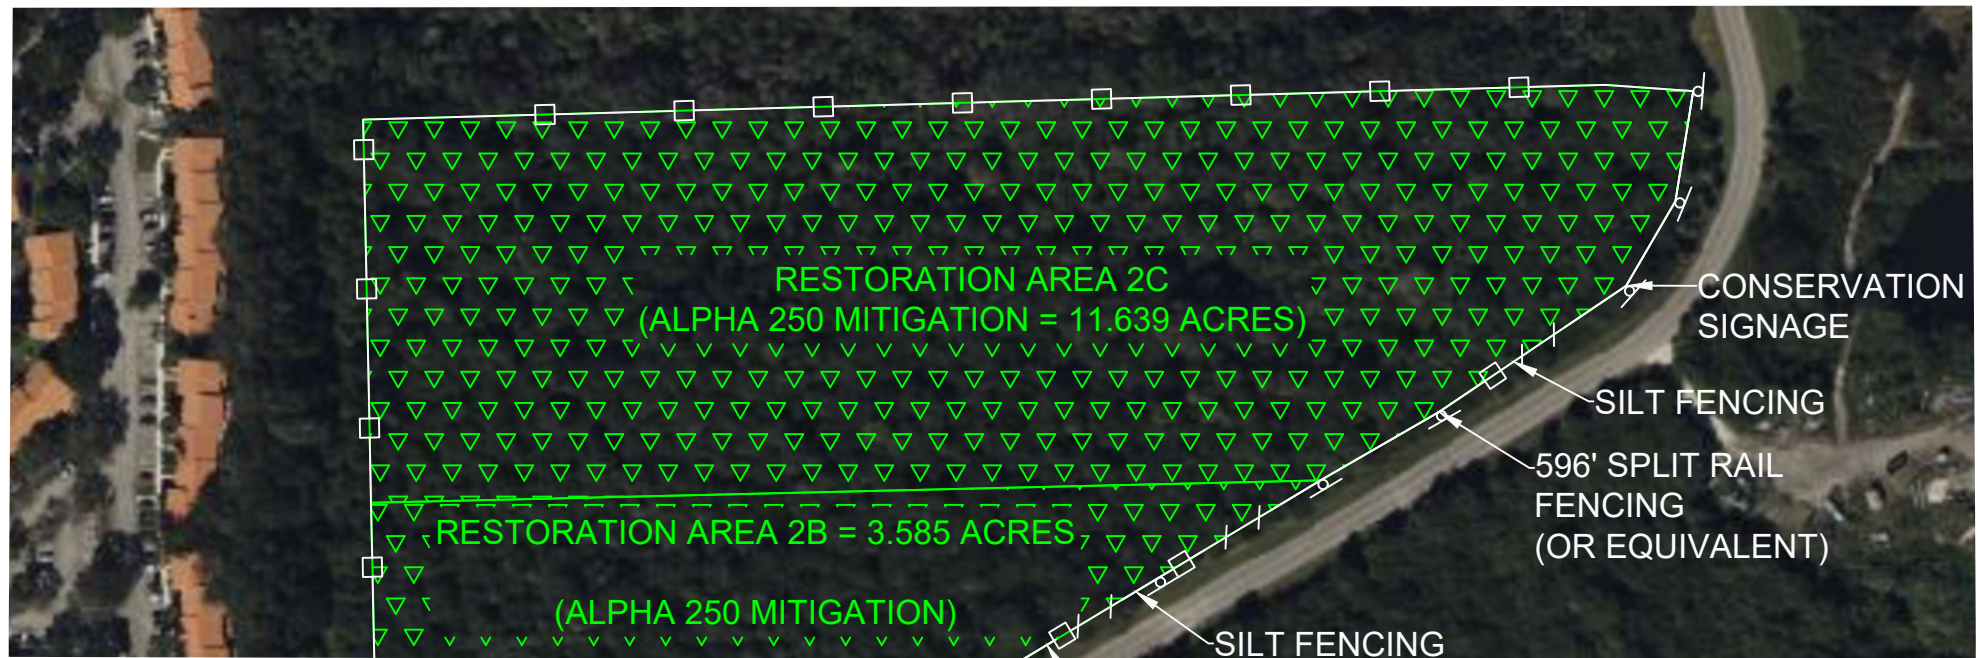 RESTORATION AREA 2C
(ALPHA 250 MITIGATION = 11.639 ACRES)
CONSERVATION
SIGNAGE
SILT FENCING
596' SPLIT RAIL
FENCING
(OR EQUIVALENT)
RESTORATION AREA 2B = 3.585 ACRES
(ALPHA 250 MITIGATION)
SILT FENCING